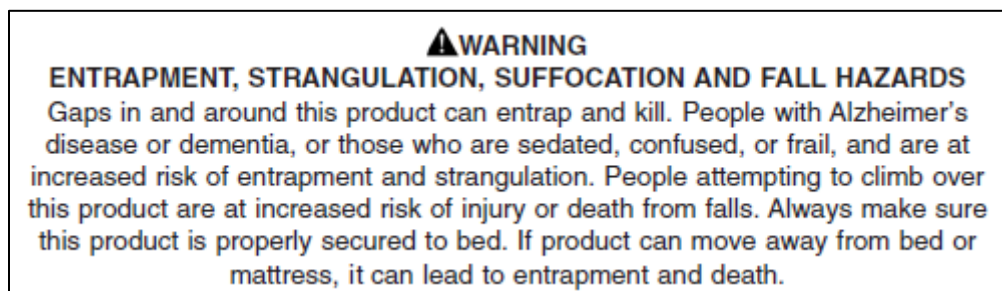 ⚠WARNING
ENTRAPMENT, STRANGULATION, SUFFOCATION AND FALL HAZARDS
Gaps in and around this product can entrap and kill. People with Alzheimer's
disease or dementia, or those who are sedated, confused, or frail, and are at
increased risk of entrapment and strangulation. People attempting to climb over
this product are at increased risk of injury or death from falls. Always make sure
this product is properly secured to bed. If product can move away from bed or
mattress, it can lead to entrapment and death.